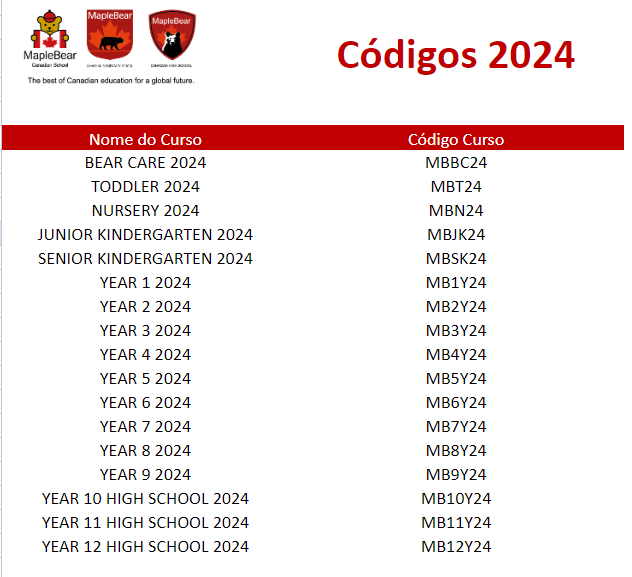 MapleBear
MapleBear
MapleBear
Canadian School
CANADIAN HIGH SCHOOL
The best of Canadian education for a global future.
Códigos 2024
Nome do Curso Código Curso
BEAR CARE 2024 MBBC24
TODDLER 2024 MBT24
NURSERY 2024 MBN24
JUNIOR KINDERGARTEN 2024 MBJK24
SENIOR KINDERGARTEN 2024 MBSK24
YEAR 1 2024 MB1Y24
YEAR 2 2024 MB2Y24
YEAR 3 2024 MB3Y24
YEAR 4 2024 MB4Y24
YEAR 5 2024 MB5Y24
YEAR 6 2024 MB6Y24
YEAR 7 2024 MB7Y24
YEAR 8 2024 MB8Y24
YEAR 9 2024 MB9Y24
YEAR 10 HIGH SCHOOL 2024 MB10Y24
YEAR 11 HIGH SCHOOL 2024 MB11Y24
YEAR 12 HIGH SCHOOL 2024 MB12Y24